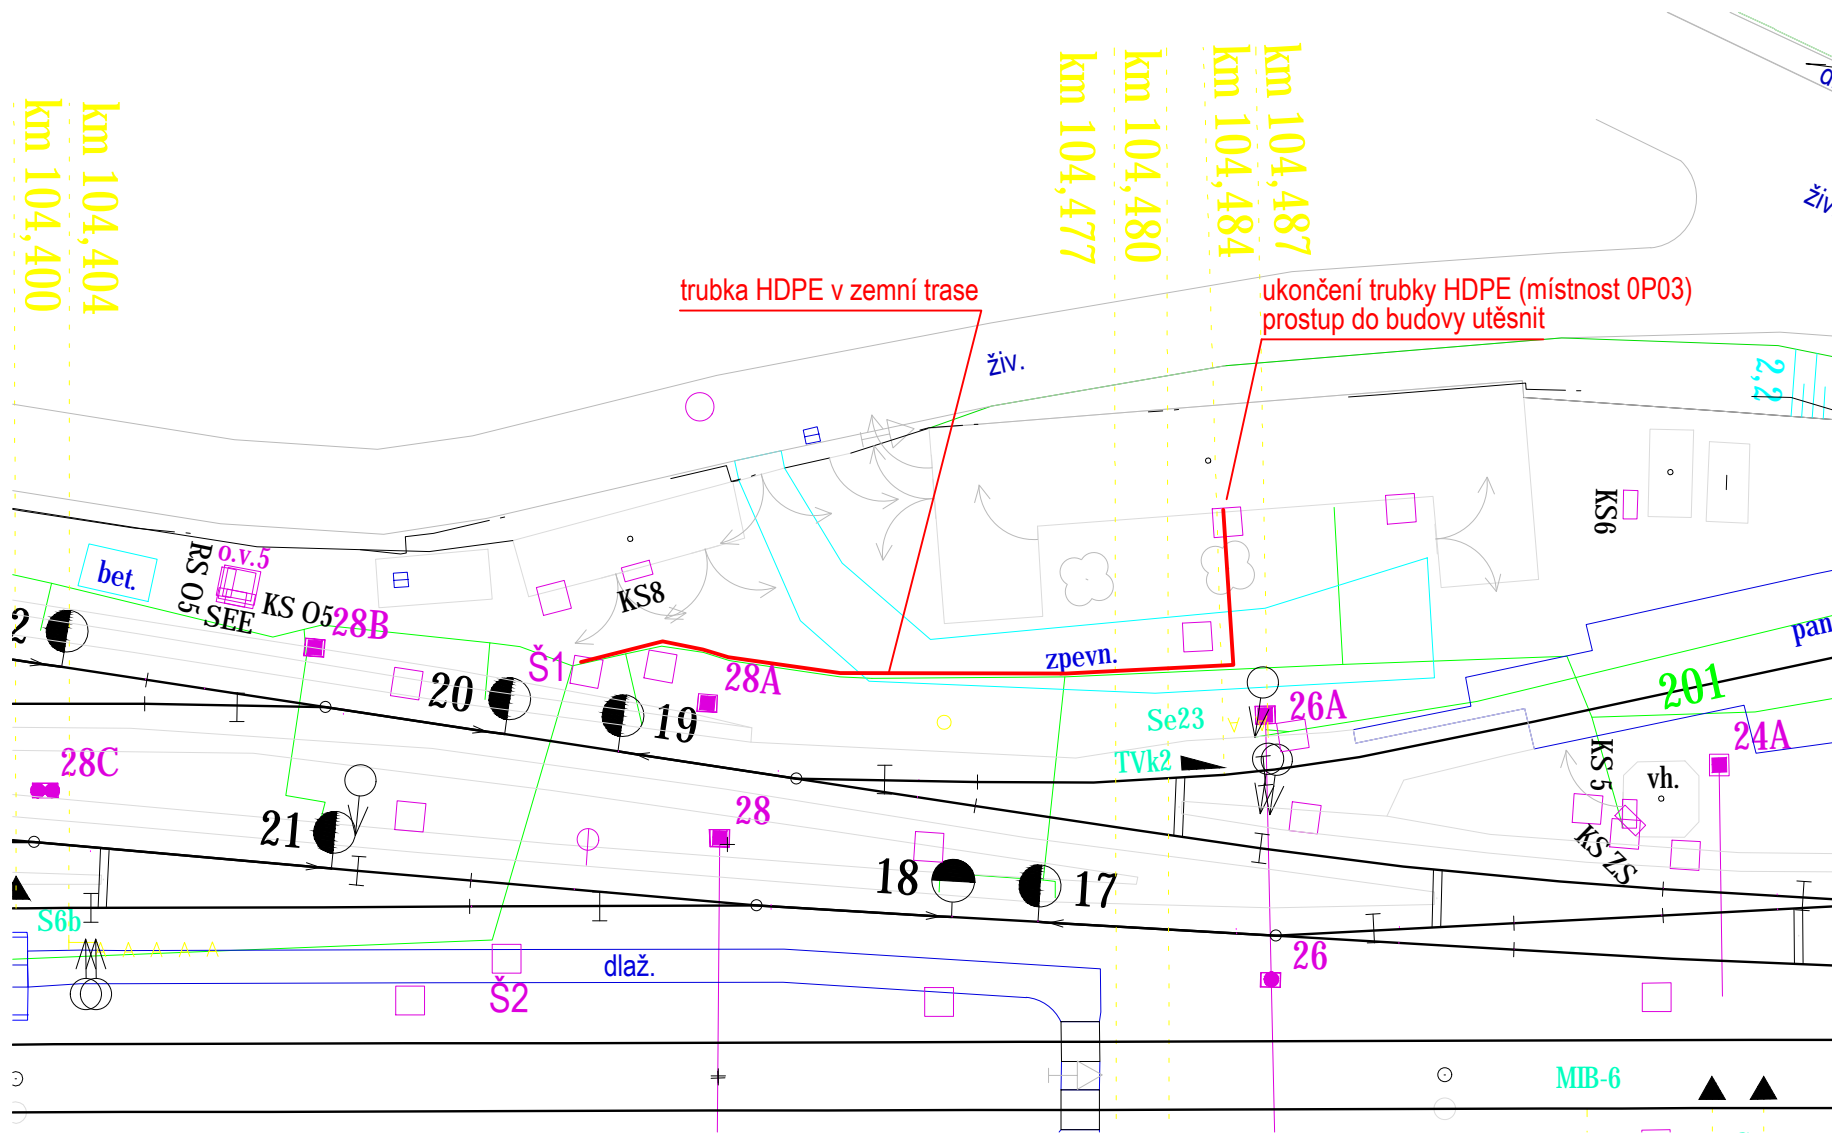 km 104,400
km 104,404
km 104,477
km 104,480
km 104,484
km 104,487
trubka HDPE v zemní trase
ukončení trubky HDPE (místnost 0P03)
prostup do budovy utěsnit
živ.
živ
2,2
bet.
RS O5
o.v.5
SEE
KS O5
28B
KS8
KS6
2
Š1
20
19
28A
zpevn.
Se23
TVk2
26A
201
pan
24A
KS 5
vh.
KS ZS
28C
21
28
18
17
26
S6b
Š2
dlaž.
MIB-6